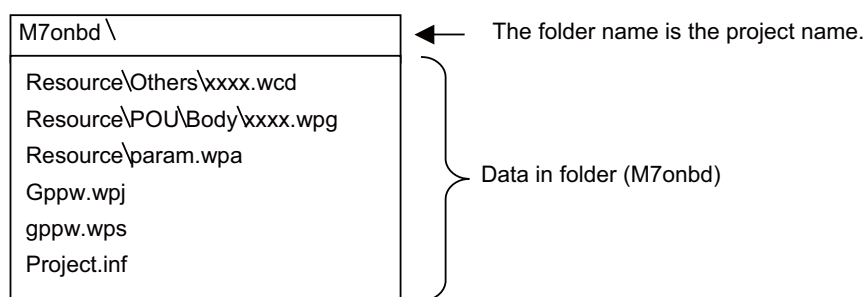 M7onbd \
The folder name is the project name.
Resource\Others\xxxx.wcd
Resource\POU\Body\xxxx.wpg
Resource\param.wpa
Gppw.wpj
gppw.wps
Project.inf
Data in folder (M7onbd)